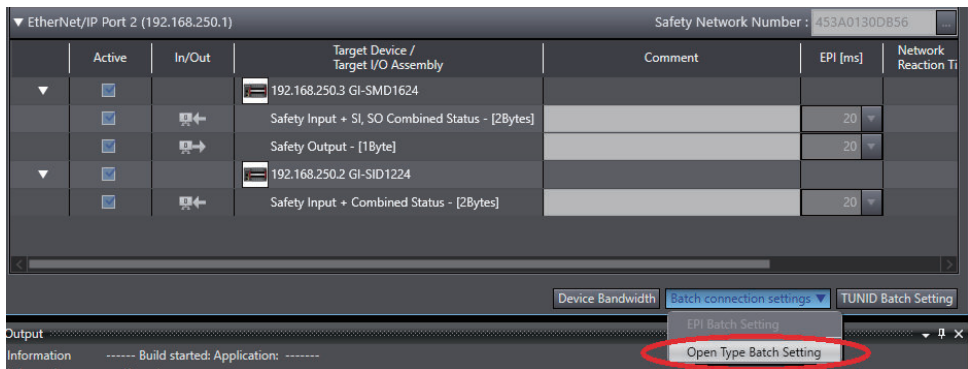 EtherNet/IP Port 2 (192.168.250.1) Safety Network Number : 453A0130DB56 ...
Active In/Out Target Device / Target I/O Assembly Comment EPI [ms] Network Reaction Ti
192.168.250.3 GI-SMD1624
Safety Input + SI, SO Combined Status - [2Bytes] 20
Safety Output - [1Byte] 20
192.168.250.2 GI-SID1224
Safety Input + Combined Status - [2Bytes] 20
Device Bandwidth Batch connection settings TUNID Batch Setting
EPI Batch Setting
Output
Information ------ Build started: Application: -------
Open Type Batch Setting